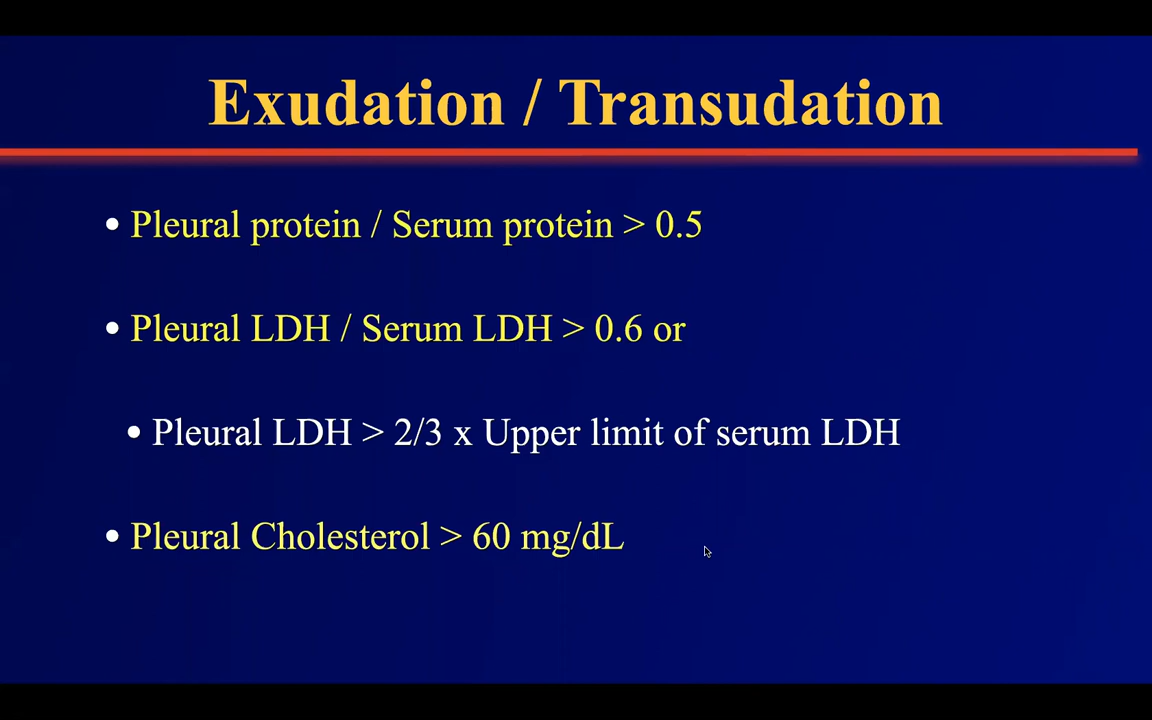 Exudation / Transudation
• Pleural protein / Serum protein > 0.5
• Pleural LDH / Serum LDH > 0.6 or
• Pleural LDH > 2/3 x Upper limit of serum LDH
• Pleural Cholesterol > 60 mg/dL